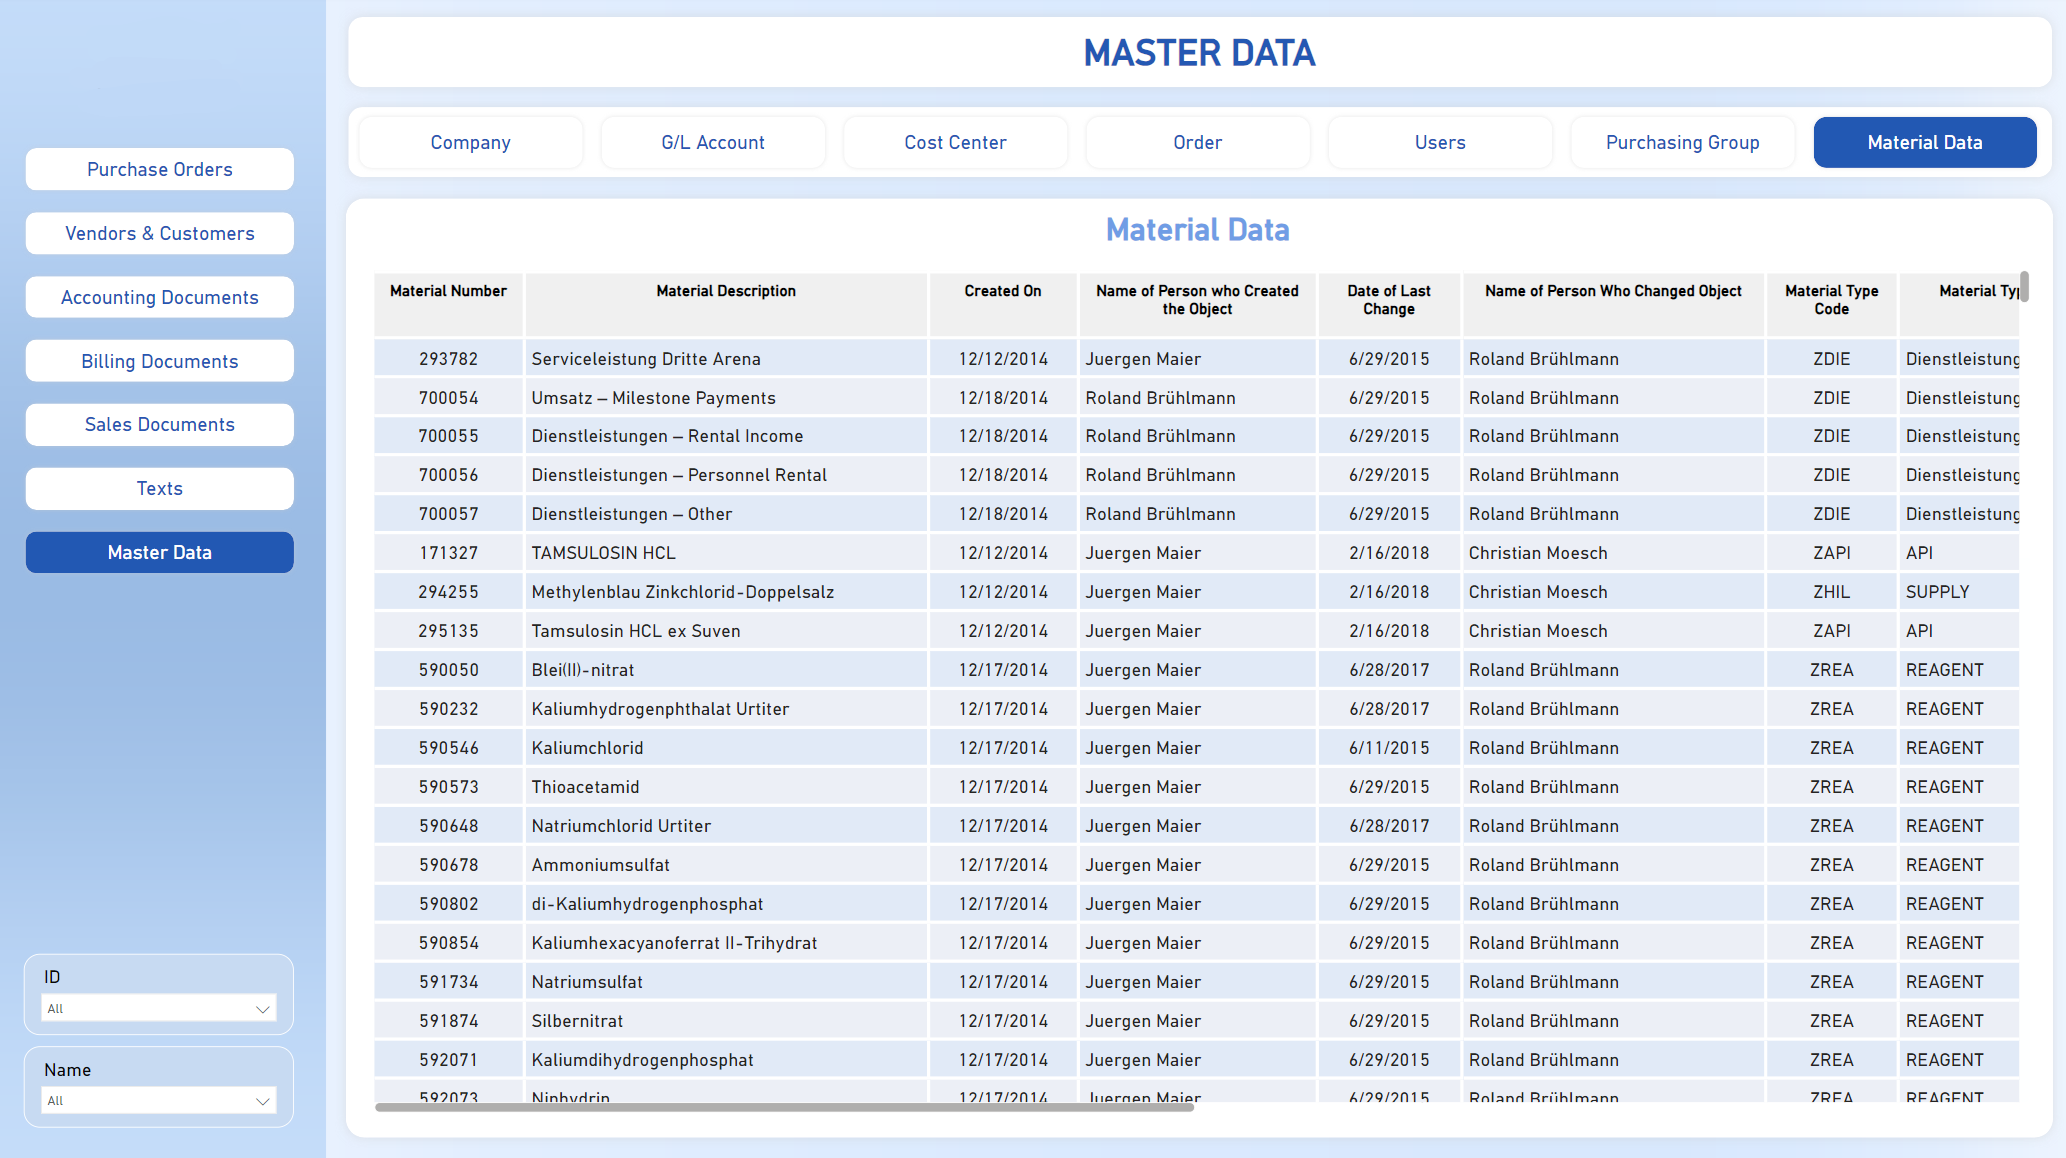 MASTER DATA
Company G/L Account Cost Center Order Users Purchasing Group Material Data
Purchase Orders
Vendors & Customers
Accounting Documents
Billing Documents
Sales Documents
Texts
Master Data
ID
All
Name
All
Material Data
Material Number Material Description Created On Name of Person who Created the Object Date of Last Change Name of Person Who Changed Object Material Type Code Material Typ
293782 Serviceleistung Dritte Arena 12/12/2014 Juergen Maier 6/29/2015 Roland Brühlmann ZDIE Dienstleistung
700054 Umsatz – Milestone Payments 12/18/2014 Roland Brühlmann 6/29/2015 Roland Brühlmann ZDIE Dienstleistung
700055 Dienstleistungen – Rental Income 12/18/2014 Roland Brühlmann 6/29/2015 Roland Brühlmann ZDIE Dienstleistung
700056 Dienstleistungen – Personnel Rental 12/18/2014 Roland Brühlmann 6/29/2015 Roland Brühlmann ZDIE Dienstleistung
700057 Dienstleistungen – Other 12/18/2014 Roland Brühlmann 6/29/2015 Roland Brühlmann ZDIE Dienstleistung
171327 TAMSULOSIN HCL 12/12/2014 Juergen Maier 2/16/2018 Christian Moesch ZAPI API
294255 Methylenblau Zinkchlorid-Doppelsalz 12/12/2014 Juergen Maier 2/16/2018 Christian Moesch ZHIL SUPPLY
295135 Tamsulosin HCL ex Suven 12/12/2014 Juergen Maier 2/16/2018 Christian Moesch ZAPI API
590050 Blei(II)-nitrat 12/17/2014 Juergen Maier 6/28/2017 Roland Brühlmann ZREA REAGENT
590232 Kaliumhydrogenphthalat Urtiter 12/17/2014 Juergen Maier 6/28/2017 Roland Brühlmann ZREA REAGENT
590546 Kaliumchlorid 12/17/2014 Juergen Maier 6/11/2015 Roland Brühlmann ZREA REAGENT
590573 Thioacetamid 12/17/2014 Juergen Maier 6/29/2015 Roland Brühlmann ZREA REAGENT
590648 Natriumchlorid Urtiter 12/17/2014 Juergen Maier 6/28/2017 Roland Brühlmann ZREA REAGENT
590678 Ammoniumsulfat 12/17/2014 Juergen Maier 6/29/2015 Roland Brühlmann ZREA REAGENT
590802 di-Kaliumhydrogenphosphat 12/17/2014 Juergen Maier 6/29/2015 Roland Brühlmann ZREA REAGENT
590854 Kaliumhexacyanoferrat II-Trihydrat 12/17/2014 Juergen Maier 6/29/2015 Roland Brühlmann ZREA REAGENT
591734 Natriumsulfat 12/17/2014 Juergen Maier 6/29/2015 Roland Brühlmann ZREA REAGENT
591874 Silbernitrat 12/17/2014 Juergen Maier 6/29/2015 Roland Brühlmann ZREA REAGENT
592071 Kaliumdihydrogenphosphat 12/17/2014 Juergen Maier 6/29/2015 Roland Brühlmann ZREA REAGENT
592073 Ninhydrin 12/17/2014 Juergen Maier 6/29/2015 Roland Brühlmann ZREA REAGENT